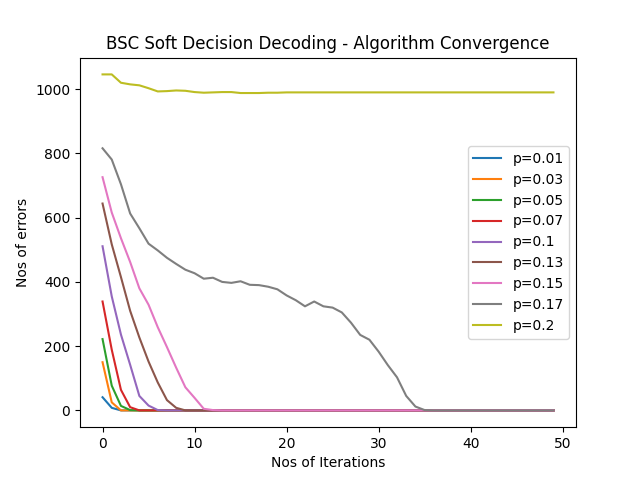 BSC Soft Decision Decoding - Algorithm Convergence
Nos of errors
1000
800
600
400
200
0
p=0.01
p=0.03
p=0.05
p=0.07
p=0.1
p=0.13
p=0.15
p=0.17
p=0.2
0 10 20 30 40 50
Nos of Iterations